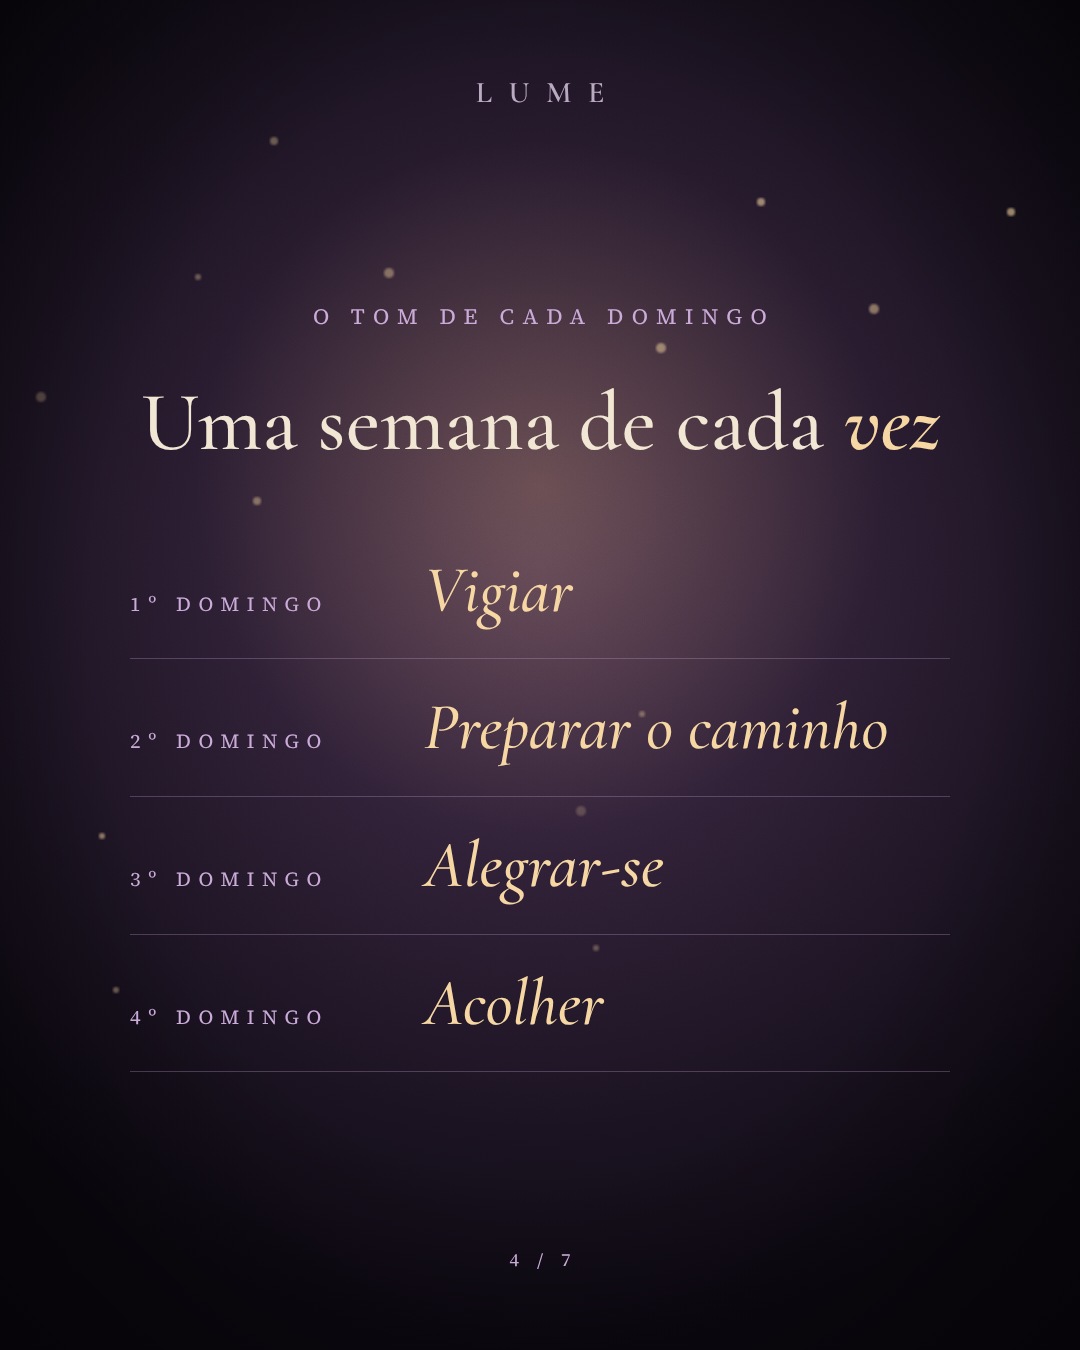 LUME
O TOM DE CADA DOMINGO
Uma semana de cada vez
1º DOMINGO Vigiar
2º DOMINGO Preparar o caminho
3º DOMINGO Alegrar-se
4º DOMINGO Acolher
4 / 7